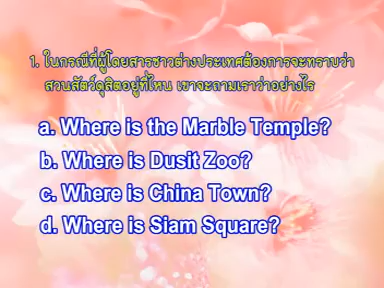 1. ในกรณีที่ผู้โดยสารชาวต่างประเทศต้องการจะทราบว่า
สวนสัตว์ดุสิตอยู่ที่ไหน เขาจะถามเราว่าอย่างไร
a. Where is the Marble Temple?
b. Where is Dusit Zoo?
c. Where is China Town?
d. Where is Siam Square?